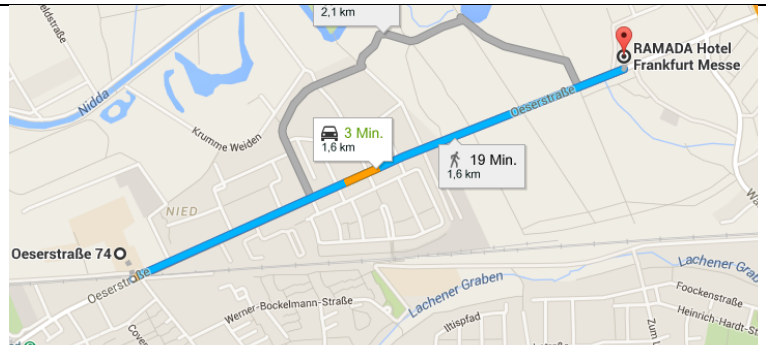 2,1 km
RAMADA Hotel
Frankfurt Messe
Nidda
Oeserstraße
Krumme Weiden
3 Min.
1,6 km
19 Min.
1,6 km
NIED
Oeserstraße 74
Oeserstraße
Lachener Graben
Werner-Bockelmann-Straße
Lachener Graben
Foockenstraße
Heinrich-Hardt-Str.
Iltispfad